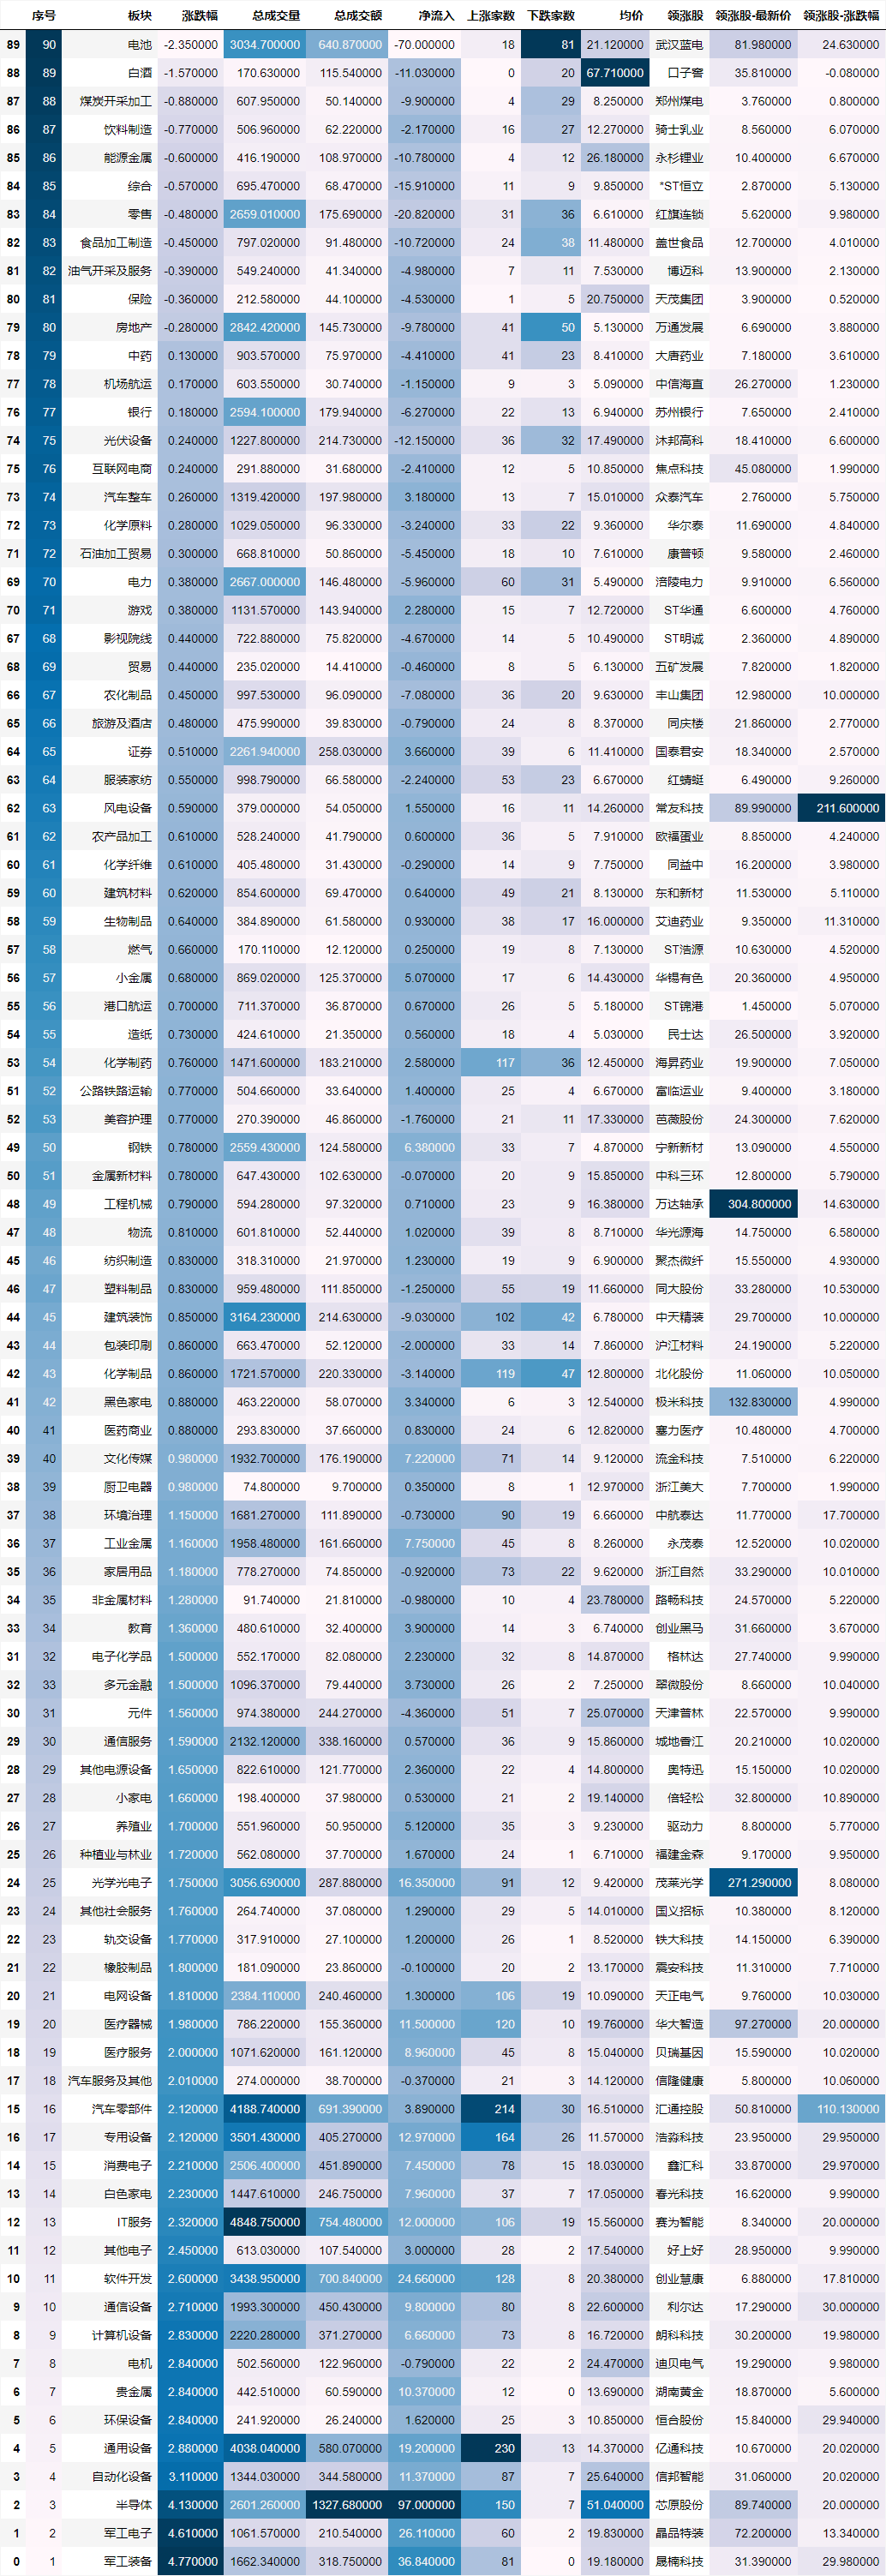 序号 板块 涨跌幅 总成交量 总成交额 净流入 上涨家数 下跌家数 均价 领涨股 领涨股-最新价 领涨股-涨跌幅
89 90 电池 -2.350000 3034.700000 640.870000 -70.000000 18 81 21.120000 武汉蓝电 81.980000 24.630000
88 89 白酒 -1.570000 170.630000 115.540000 -11.030000 0 20 67.710000 口子窖 35.810000 -0.080000
87 88 煤炭开采加工 -0.880000 607.950000 50.140000 -9.900000 4 29 8.250000 郑州煤电 3.760000 0.800000
86 87 饮料制造 -0.770000 506.960000 62.220000 -2.170000 16 27 12.270000 骑士乳业 8.560000 6.070000
85 86 能源金属 -0.600000 416.190000 108.970000 -10.780000 4 12 26.180000 永杉锂业 10.400000 6.670000
84 85 综合 -0.570000 695.470000 68.470000 -15.910000 11 9 9.850000 *ST恒立 2.870000 5.130000
83 84 零售 -0.480000 2659.010000 175.690000 -20.820000 31 36 6.610000 红旗连锁 5.620000 9.980000
82 83 食品加工制造 -0.450000 797.020000 91.480000 -10.720000 24 38 11.480000 盖世食品 12.700000 4.010000
81 82 油气开采及服务 -0.390000 549.240000 41.340000 -4.980000 7 11 7.530000 博迈科 13.900000 2.130000
80 81 保险 -0.360000 212.580000 44.100000 -4.530000 1 5 20.750000 天茂集团 3.900000 0.520000
79 80 房地产 -0.280000 2842.420000 145.730000 -9.780000 41 50 5.130000 万通发展 6.690000 3.880000
78 79 中药 0.130000 903.570000 75.970000 -4.410000 41 23 8.410000 大唐药业 7.180000 3.610000
77 78 机场航运 0.170000 603.550000 30.740000 -1.150000 9 3 5.090000 中信海直 26.270000 1.230000
76 77 银行 0.180000 2594.100000 179.940000 -6.270000 22 13 6.940000 苏州银行 7.650000 2.410000
74 75 光伏设备 0.240000 1227.800000 214.730000 -12.150000 36 32 17.490000 沐邦高科 18.410000 6.600000
75 76 互联网电商 0.240000 291.880000 31.680000 -2.410000 12 5 10.850000 焦点科技 45.080000 1.990000
73 74 汽车整车 0.260000 1319.420000 197.980000 3.180000 13 7 15.010000 众泰汽车 2.760000 5.750000
72 73 化学原料 0.280000 1029.050000 96.330000 -3.240000 33 22 9.360000 华尔泰 11.690000 4.840000
71 72 石油加工贸易 0.300000 668.810000 50.860000 -5.450000 18 10 7.610000 康普顿 9.580000 2.460000
69 70 电力 0.380000 2667.000000 146.480000 -5.960000 60 31 5.490000 涪陵电力 9.910000 6.560000
70 71 游戏 0.380000 1131.570000 143.940000 2.280000 15 7 12.720000 ST华通 6.600000 4.760000
67 68 影视院线 0.440000 722.880000 75.820000 -4.670000 14 5 10.490000 ST明诚 2.360000 4.890000
68 69 贸易 0.440000 235.020000 14.410000 -0.460000 8 5 6.130000 五矿发展 7.820000 1.820000
66 67 农化制品 0.450000 997.530000 96.090000 -7.080000 36 20 9.630000 丰山集团 12.980000 10.000000
65 66 旅游及酒店 0.480000 475.990000 39.830000 -0.790000 24 8 8.370000 同庆楼 21.860000 2.770000
64 65 证券 0.510000 2261.940000 258.030000 3.660000 39 6 11.410000 国泰君安 18.340000 2.570000
63 64 服装家纺 0.550000 998.790000 66.580000 -2.240000 53 23 6.670000 红蜻蜓 6.490000 9.260000
62 63 风电设备 0.590000 379.000000 54.050000 1.550000 16 11 14.260000 常友科技 89.990000 211.600000
61 62 农产品加工 0.610000 528.240000 41.790000 0.600000 36 5 7.910000 欧福蛋业 8.850000 4.240000
60 61 化学纤维 0.610000 405.480000 31.430000 -0.290000 14 9 7.750000 同益中 16.200000 3.980000
59 60 建筑材料 0.620000 854.600000 69.470000 0.640000 49 21 8.130000 东和新材 11.530000 5.110000
58 59 生物制品 0.640000 384.890000 61.580000 0.930000 38 17 16.000000 艾迪药业 9.350000 11.310000
57 58 燃气 0.660000 170.110000 12.120000 0.250000 19 8 7.130000 ST浩源 10.630000 4.520000
56 57 小金属 0.680000 869.020000 125.370000 5.070000 17 6 14.430000 华锡有色 20.360000 4.950000
55 56 港口航运 0.700000 711.370000 36.870000 0.670000 26 5 5.180000 ST锦港 1.450000 5.070000
54 55 造纸 0.730000 424.610000 21.350000 0.560000 18 4 5.030000 民士达 26.500000 3.920000
53 54 化学制药 0.760000 1471.600000 183.210000 2.580000 117 36 12.450000 海昇药业 19.900000 7.050000
51 52 公路铁路运输 0.770000 504.660000 33.640000 1.400000 25 4 6.670000 富临运业 9.400000 3.180000
52 53 美容护理 0.770000 270.390000 46.860000 -1.760000 21 11 17.330000 芭薇股份 24.300000 7.620000
49 50 钢铁 0.780000 2559.430000 124.580000 6.380000 33 7 4.870000 宁新新材 13.090000 4.550000
50 51 金属新材料 0.780000 647.430000 102.630000 -0.070000 20 9 15.850000 中科三环 12.800000 5.790000
48 49 工程机械 0.790000 594.280000 97.320000 0.710000 23 9 16.380000 万达轴承 304.800000 14.630000
47 48 物流 0.810000 601.810000 52.440000 1.020000 39 8 8.710000 华光源海 14.750000 6.580000
45 46 纺织制造 0.830000 318.310000 21.970000 1.230000 19 9 6.900000 聚杰微纤 15.550000 4.930000
46 47 塑料制品 0.830000 959.480000 111.850000 -1.250000 55 19 11.660000 同大股份 33.280000 10.530000
44 45 建筑装饰 0.850000 3164.230000 214.630000 -9.030000 102 42 6.780000 中天精装 29.700000 10.000000
43 44 包装印刷 0.860000 663.470000 52.120000 -2.000000 33 14 7.860000 沪江材料 24.190000 5.220000
42 43 化学制品 0.860000 1721.570000 220.330000 -3.140000 119 47 12.800000 北化股份 11.060000 10.050000
41 42 黑色家电 0.880000 463.220000 58.070000 3.340000 6 3 12.540000 极米科技 132.830000 4.990000
40 41 医药商业 0.880000 293.830000 37.660000 0.830000 24 6 12.820000 塞力医疗 10.480000 4.700000
39 40 文化传媒 0.980000 1932.700000 176.190000 7.220000 71 14 9.120000 流金科技 7.510000 6.220000
38 39 厨卫电器 0.980000 74.800000 9.700000 0.350000 8 1 12.970000 浙江美大 7.700000 1.990000
37 38 环境治理 1.150000 1681.270000 111.890000 -0.730000 90 19 6.660000 中航泰达 11.770000 17.700000
36 37 工业金属 1.160000 1958.480000 161.660000 7.750000 45 8 8.260000 永茂泰 12.520000 10.020000
35 36 家居用品 1.180000 778.270000 74.850000 -0.920000 73 22 9.620000 浙江自然 33.290000 10.010000
34 35 非金属材料 1.280000 91.740000 21.810000 -0.980000 10 4 23.780000 路畅科技 24.570000 5.220000
33 34 教育 1.360000 480.610000 32.400000 3.900000 14 3 6.740000 创业黑马 31.660000 3.670000
31 32 电子化学品 1.500000 552.170000 82.080000 2.230000 32 8 14.870000 格林达 27.740000 9.990000
32 33 多元金融 1.500000 1096.370000 79.440000 3.730000 26 2 7.250000 翠微股份 8.660000 10.040000
30 31 元件 1.560000 974.380000 244.270000 -4.360000 51 7 25.070000 天津普林 22.570000 9.990000
29 30 通信服务 1.590000 2132.120000 338.160000 0.570000 36 9 15.860000 城地香江 20.210000 10.020000
28 29 其他电源设备 1.650000 822.610000 121.770000 2.360000 22 4 14.800000 奥特迅 15.150000 10.020000
27 28 小家电 1.660000 198.400000 37.980000 0.530000 21 2 19.140000 倍轻松 32.800000 10.890000
26 27 养殖业 1.700000 551.960000 50.950000 5.120000 35 3 9.230000 驱动力 8.800000 5.770000
25 26 种植业与林业 1.720000 562.080000 37.700000 1.670000 24 1 6.710000 福建金森 9.170000 9.950000
24 25 光学光电子 1.750000 3056.690000 287.880000 16.350000 91 12 9.420000 茂莱光学 271.290000 8.080000
23 24 其他社会服务 1.760000 264.740000 37.080000 1.290000 29 5 14.010000 国义招标 10.380000 8.120000
22 23 轨交设备 1.770000 317.910000 27.100000 1.200000 26 1 8.520000 铁大科技 14.150000 6.390000
21 22 橡胶制品 1.800000 181.090000 23.860000 -0.100000 20 2 13.170000 震安科技 11.310000 7.710000
20 21 电网设备 1.810000 2384.110000 240.460000 1.300000 106 19 10.090000 天正电气 9.760000 10.030000
19 20 医疗器械 1.980000 786.220000 155.360000 11.500000 120 10 19.760000 华大智造 97.270000 20.000000
18 19 医疗服务 2.000000 1071.620000 161.120000 8.960000 45 8 15.040000 贝瑞基因 15.590000 10.020000
17 18 汽车服务及其他 2.010000 274.000000 38.700000 -0.370000 21 3 14.120000 信隆健康 5.800000 10.060000
15 16 汽车零部件 2.120000 4188.740000 691.390000 3.890000 214 30 16.510000 汇通控股 50.810000 110.130000
16 17 专用设备 2.120000 3501.430000 405.270000 12.970000 164 26 11.570000 浩淼科技 23.950000 29.950000
14 15 消费电子 2.210000 2506.400000 451.890000 7.450000 78 15 18.030000 鑫汇科 33.870000 29.970000
13 14 白色家电 2.230000 1447.610000 246.750000 7.960000 37 7 17.050000 春光科技 16.620000 9.990000
12 13 IT服务 2.320000 4848.750000 754.480000 12.000000 106 19 15.560000 赛为智能 8.340000 20.000000
11 12 其他电子 2.450000 613.030000 107.540000 3.000000 28 2 17.540000 好上好 28.950000 9.990000
10 11 软件开发 2.600000 3438.950000 700.840000 24.660000 128 8 20.380000 创业慧康 6.880000 17.810000
9 10 通信设备 2.710000 1993.300000 450.430000 9.800000 80 8 22.600000 利尔达 17.290000 30.000000
8 9 计算机设备 2.830000 2220.280000 371.270000 6.660000 73 8 16.720000 朗科科技 30.200000 19.980000
7 8 电机 2.840000 502.560000 122.960000 -0.790000 22 2 24.470000 迪贝电气 19.290000 9.980000
6 7 贵金属 2.840000 442.510000 60.590000 10.370000 12 0 13.690000 湖南黄金 18.870000 5.600000
5 6 环保设备 2.840000 241.920000 26.240000 1.620000 25 3 10.850000 恒合股份 15.840000 29.940000
4 5 通用设备 2.880000 4038.040000 580.070000 19.200000 230 13 14.370000 亿通科技 10.670000 20.020000
3 4 自动化设备 3.110000 1344.030000 344.580000 11.370000 87 7 25.640000 信邦智能 31.060000 20.020000
2 3 半导体 4.130000 2601.260000 1327.680000 97.000000 150 7 51.040000 芯原股份 89.740000 20.000000
1 2 军工电子 4.610000 1061.570000 210.540000 26.110000 60 2 19.830000 晶品特装 72.200000 13.340000
0 1 军工装备 4.770000 1662.340000 318.750000 36.840000 81 0 19.180000 晟楠科技 31.390000 29.980000